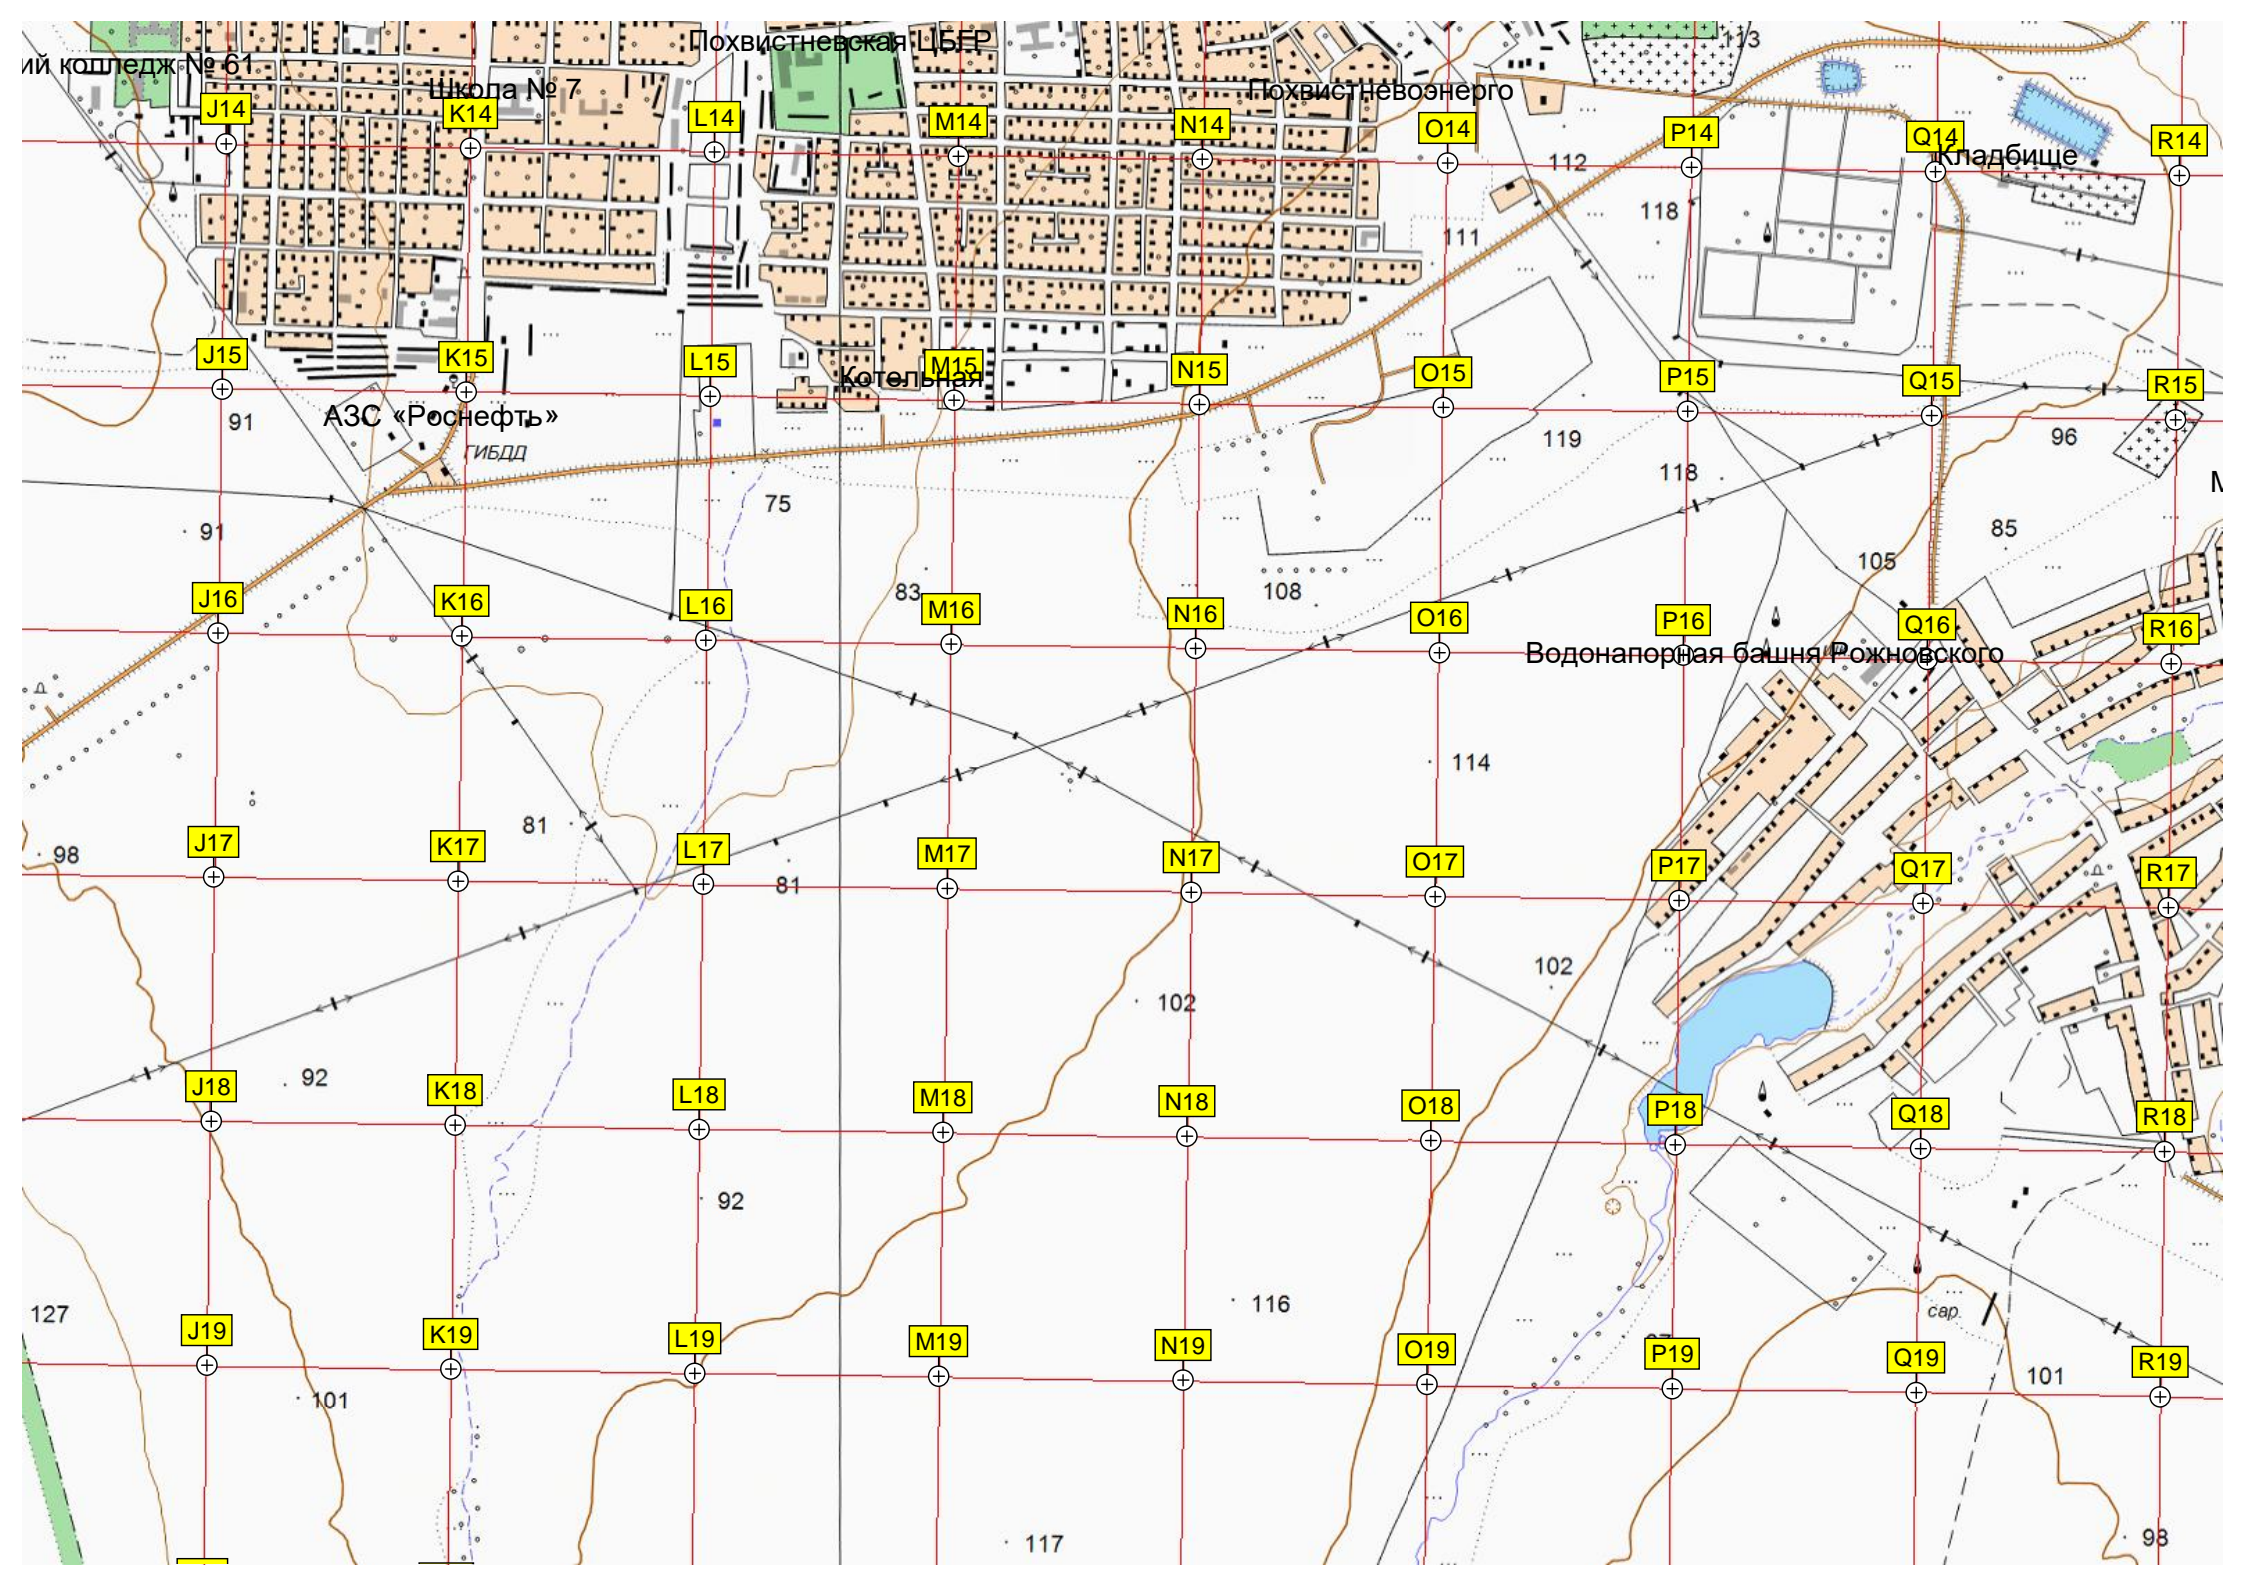 113
Похвистневская ЦБГР
ий колледж № 61
Школа № 7
Похвистневоэнерго
J14
K14
L14
M14
N14
O14
P14
Q14
R14
Кладбище
112
118
111
J15
K15
L15
M15
N15
O15
P15
Q15
R15
Котельная
АЗС «Роснефть»
91
ГИБДД
119
96
118
75
91
85
105
83
108
J16
K16
L16
M16
N16
O16
P16
Q16
R16
Водонапорная башня Рожновского
114
81
98
J17
K17
L17
M17
N17
O17
P17
Q17
R17
81
102
102
92
J18
K18
L18
M18
N18
O18
P18
Q18
R18
92
127
116
сар.
J19
K19
L19
M19
N19
O19
P19
Q19
R19
101
101
117
98